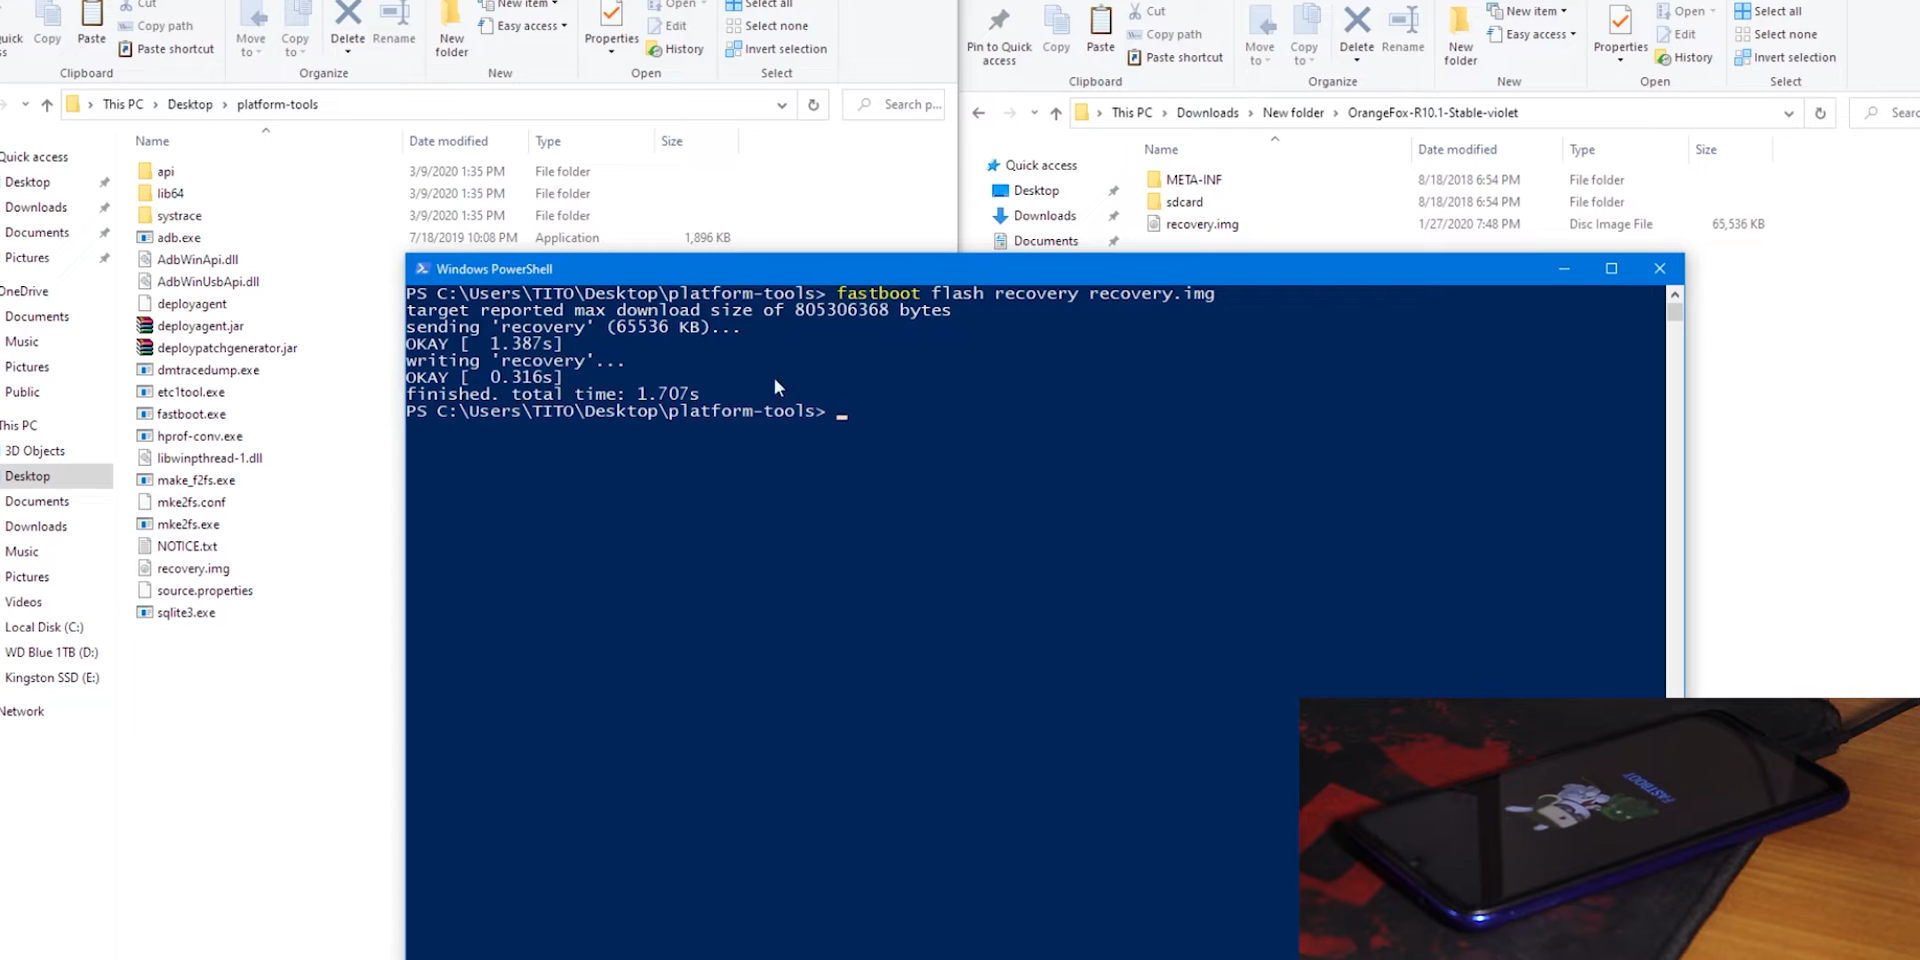 Cut
Copy path
Paste shortcut
Copy
Paste
Clipboard
Move to
Copy to
Delete
Rename
Organize
New folder
New item
Easy access
New
Properties
Open
Edit
History
Open
Select all
Select none
Invert selection
Select
This PC > Desktop > platform-tools
Search p...
Name
Date modified
Type
Size
Quick access
Desktop
Downloads
Documents
Pictures
OneDrive
Documents
Music
Pictures
Public
This PC
3D Objects
Desktop
Documents
Downloads
Music
Pictures
Videos
Local Disk (C:)
WD Blue 1TB (D:)
Kingston SSD (E:)
Network
api 3/9/2020 1:35 PM File folder
lib64 3/9/2020 1:35 PM File folder
systrace 3/9/2020 1:35 PM File folder
adb.exe 7/18/2019 10:08 PM Application 1,896 KB
AdbWinApi.dll
AdbWinUsbApi.dll
deployagent
deployagent.jar
deploypatchgenerator.jar
dmtracedump.exe
etc1tool.exe
fastboot.exe
hprof-conv.exe
libwinpthread-1.dll
make_f2fs.exe
mke2fs.conf
mke2fs.exe
NOTICE.txt
recovery.img
source.properties
sqlite3.exe
Pin to Quick access
Copy
Paste
Cut
Copy path
Paste shortcut
Clipboard
Move to
Copy to
Delete
Rename
Organize
New folder
New item
Easy access
New
Properties
Open
Edit
History
Open
Select all
Select none
Invert selection
Select
This PC > Downloads > New folder > OrangeFox-R10.1-Stable-violet
Name
Date modified
Type
Size
Quick access
Desktop
Downloads
Documents
META-INF 8/18/2018 6:54 PM File folder
sdcard 8/18/2018 6:54 PM File folder
recovery.img 1/27/2020 7:48 PM Disc Image File 65,536 KB
Windows PowerShell
PS C:\Users\TITO\Desktop\platform-tools> fastboot flash recovery recovery.img
target reported max download size of 805306368 bytes
sending 'recovery' (65536 KB)...
OKAY [ 1.387s]
writing 'recovery'...
OKAY [ 0.316s]
finished. total time: 1.707s
PS C:\Users\TITO\Desktop\platform-tools> _
FASTBOOT